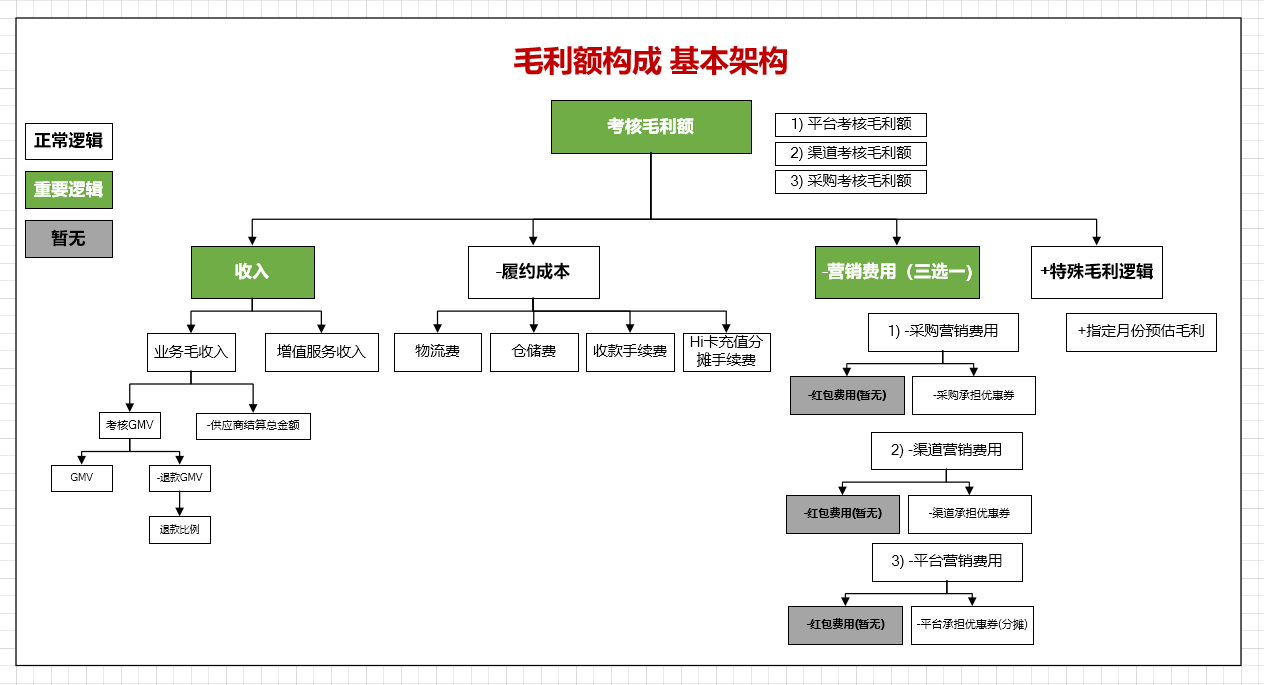 毛利额构成 基本架构
考核毛利额
1) 平台考核毛利额
2) 渠道考核毛利额
3) 采购考核毛利额
正常逻辑
重要逻辑
暂无
收入
-履约成本
-营销费用（三选一)
+特殊毛利逻辑
业务毛收入
增值服务收入
物流费
仓储费
收款手续费
Hi卡充值分
摊手续费
1) -采购营销费用
+指定月份预估毛利
-红包费用(暂无)
-采购承担优惠券
考核GMV
-供应商结算总金额
GMV
-退款GMV
退款比例
2) -渠道营销费用
-红包费用(暂无)
-渠道承担优惠券
3) -平台营销费用
-红包费用(暂无)
-平台承担优惠券(分摊)